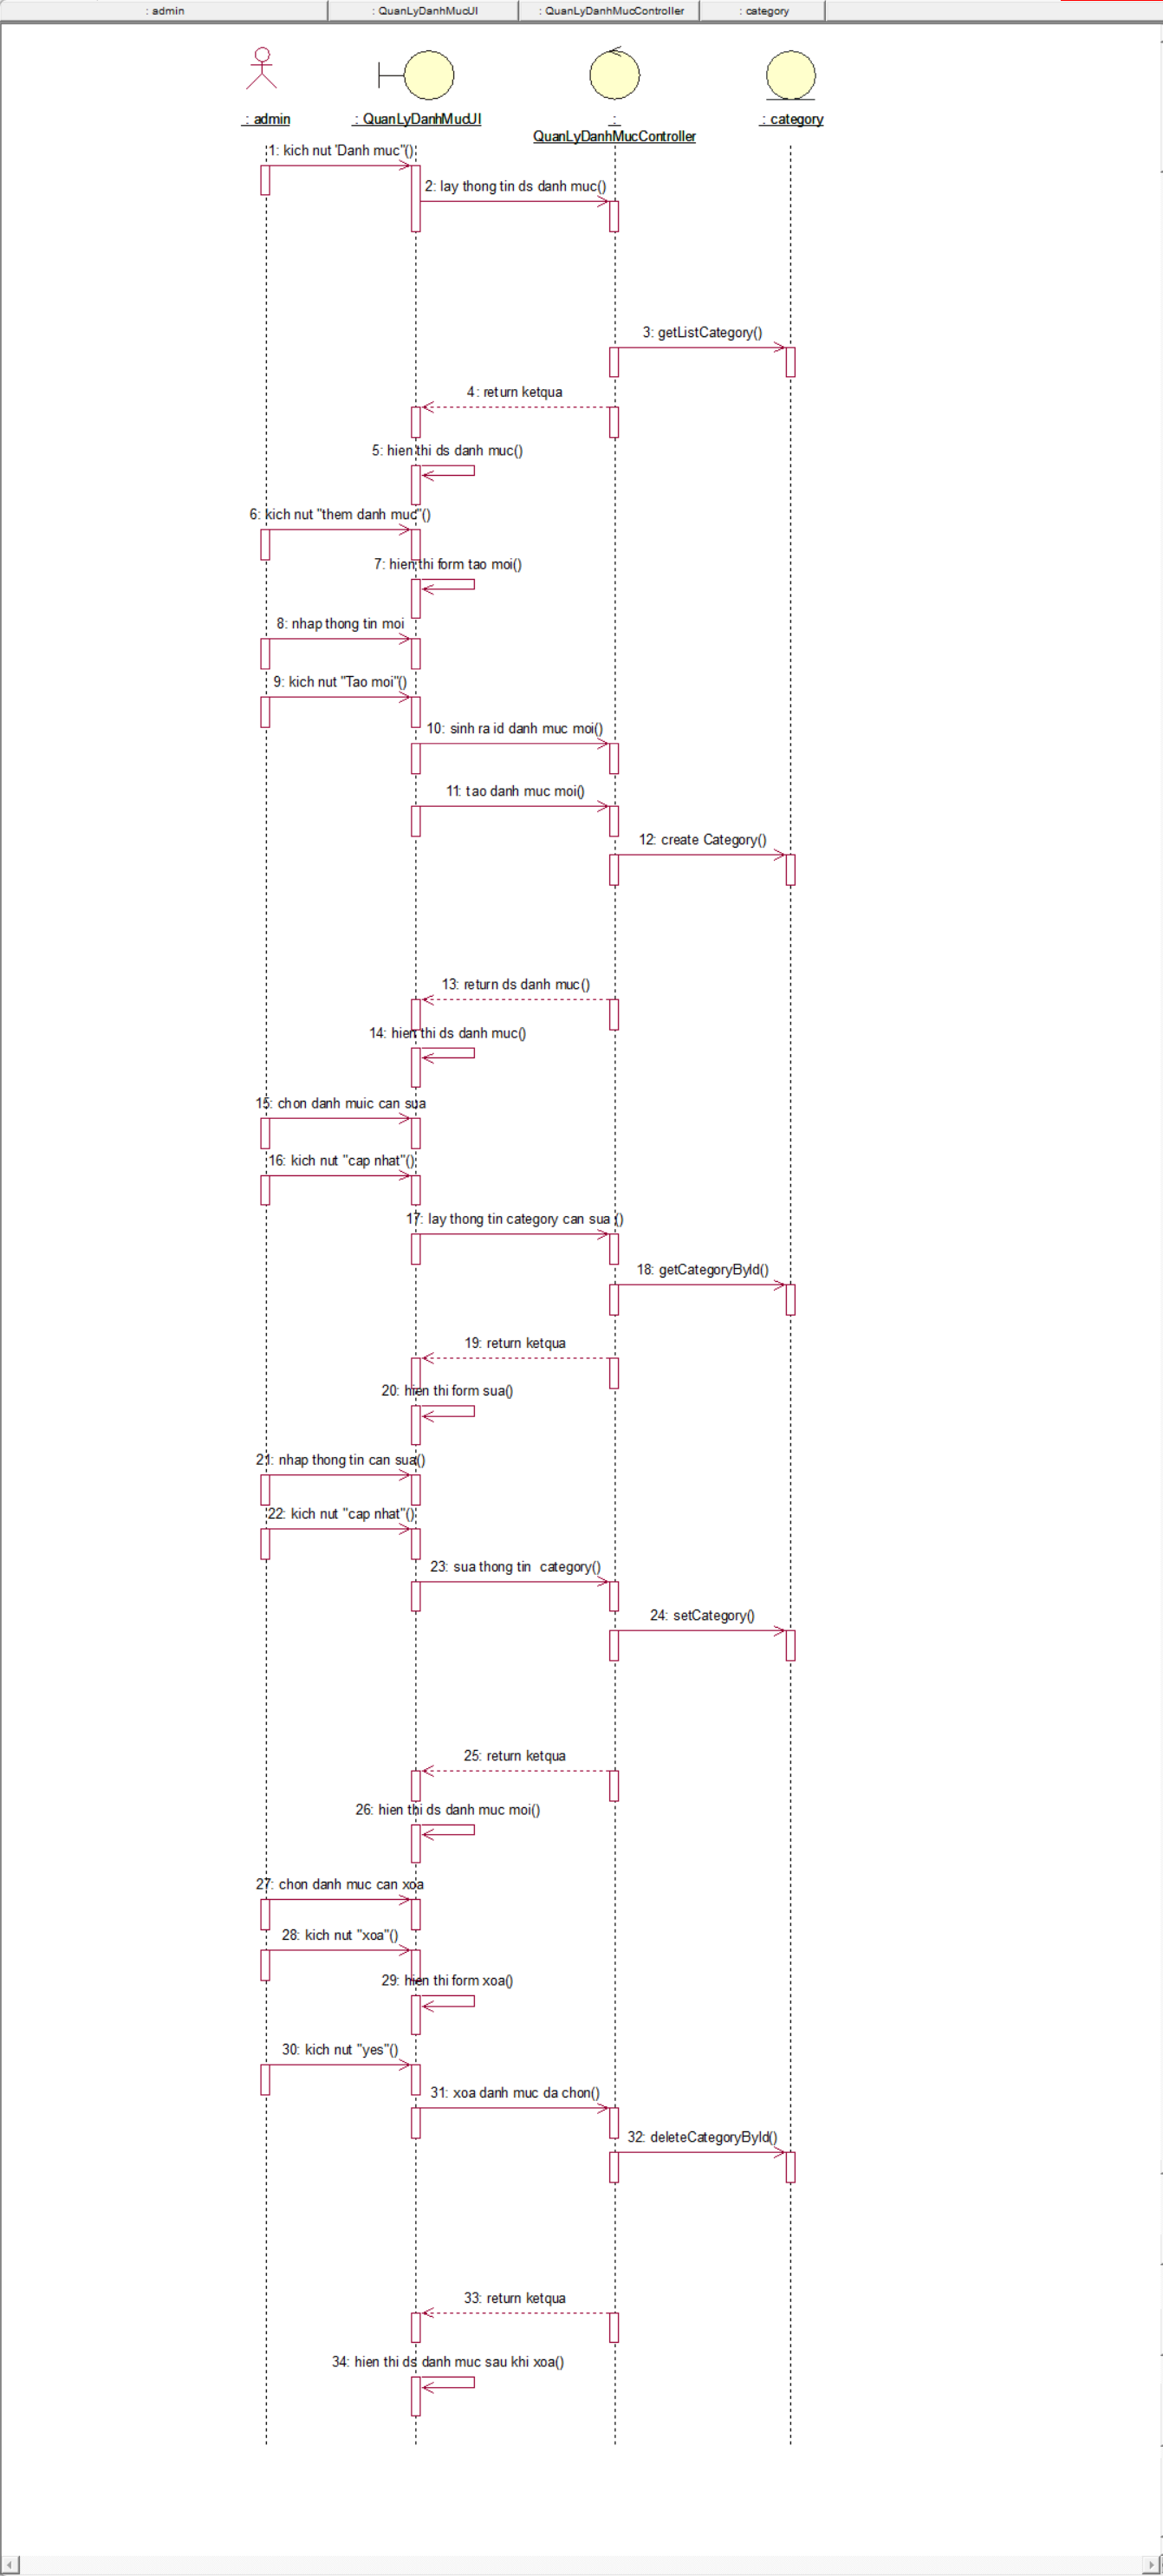 : admin
: QuanLyDanhMucUI
: QuanLyDanhMucController
: category
: admin
: QuanLyDanhMucUI
:
QuanLyDanhMucController
: category
1: kich nut 'Danh muc"()
2: lay thong tin ds danh muc()
3: getListCategory()
4: return ketqua
5: hien thi ds danh muc()
6: kich nut "them danh muc"()
7: hien thi form tao moi()
8: nhap thong tin moi
9: kich nut "Tao moi"()
10: sinh ra id danh muc moi()
11: tao danh muc moi()
12: create Category()
13: return ds danh muc()
14: hien thi ds danh muc()
15: chon danh muic can sua
16: kich nut "cap nhat"()
17: lay thong tin category can sua ()
18: getCategoryById()
19: return ketqua
20: hien thi form sua()
21: nhap thong tin can sua()
22: kich nut "cap nhat"()
23: sua thong tin  category()
24: setCategory()
25: return ketqua
26: hien thi ds danh muc moi()
27: chon danh muc can xoa
28: kich nut "xoa"()
29: hien thi form xoa()
30: kich nut "yes"()
31: xoa danh muc da chon()
32: deleteCategoryById()
33: return ketqua
34: hien thi ds danh muc sau khi xoa()